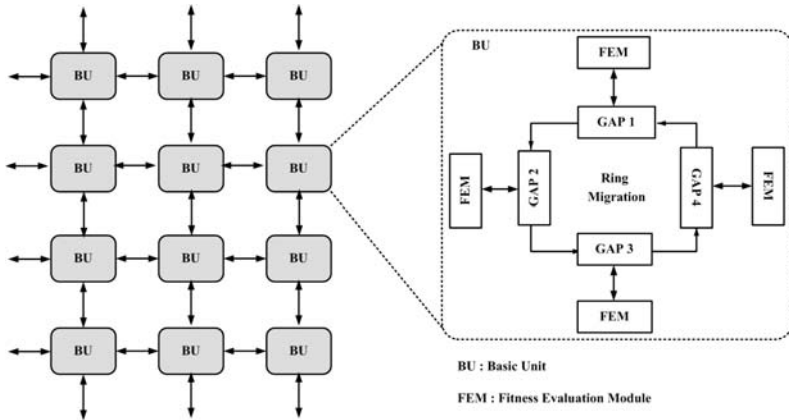 BU BU BU
BU BU BU
BU BU BU
BU BU BU
BU
FEM
GAP 1
FEM
GAP 2
Ring
Migration
GAP 4
FEM
GAP 3
FEM
BU : Basic Unit
FEM : Fitness Evaluation Module